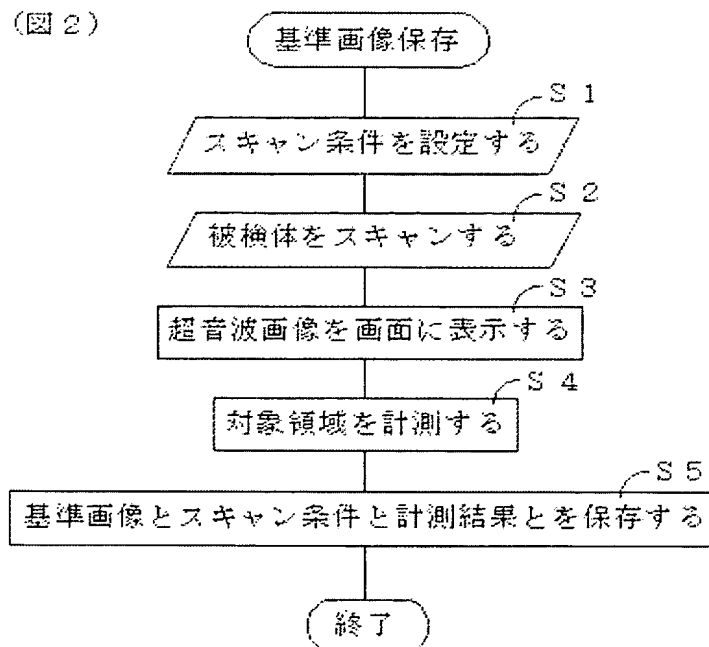 (図2)
基準画像保存
S1
スキャン条件を設定する
S2
被検体をスキャンする
S3
超音波画像を画面に表示する
S4
対象領域を計測する
S5
基準画像とスキャン条件と計測結果とを保存する
終了